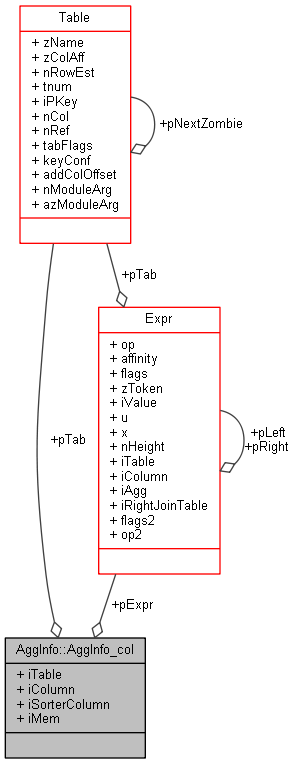 Table
+ zName
+ zColAff
+ nRowEst
+ tnum
+ iPKey
+ nCol
+ nRef
+ tabFlags
+ keyConf
+ addColOffset
+ nModuleArg
+ azModuleArg
+pNextZombie
+pTab
Expr
+ op
+ affinity
+ flags
+ zToken
+ iValue
+ u
+ x
+ nHeight
+ iTable
+ iColumn
+ iAgg
+ iRightJoinTable
+ flags2
+ op2
+pLeft
+pRight
+pTab
+pExpr
AggInfo::AggInfo_col
+ iTable
+ iColumn
+ iSorterColumn
+ iMem